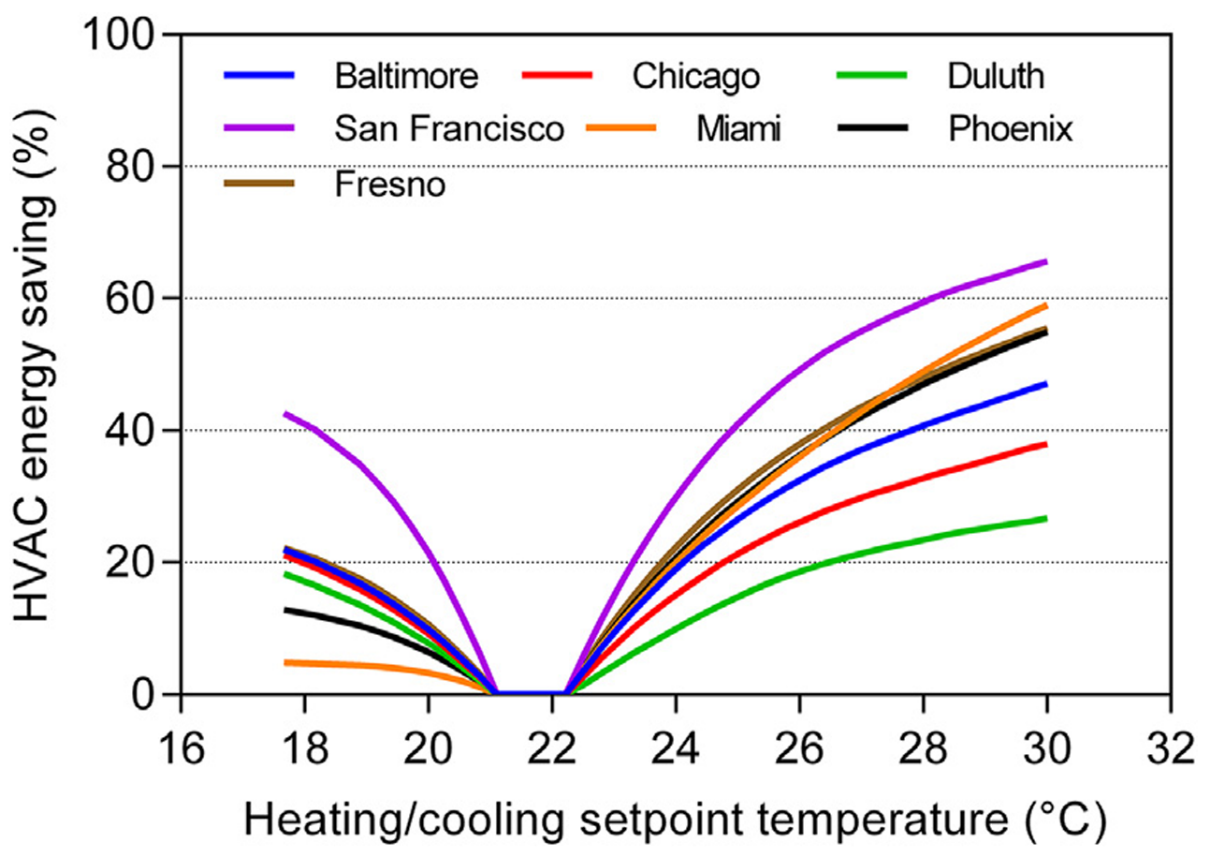 HVAC energy saving (%)
100
80
60
40
20
0
Baltimore Chicago Duluth
San Francisco Miami Phoenix
Fresno
16 18 20 22 24 26 28 30 32
Heating/cooling setpoint temperature (°C)